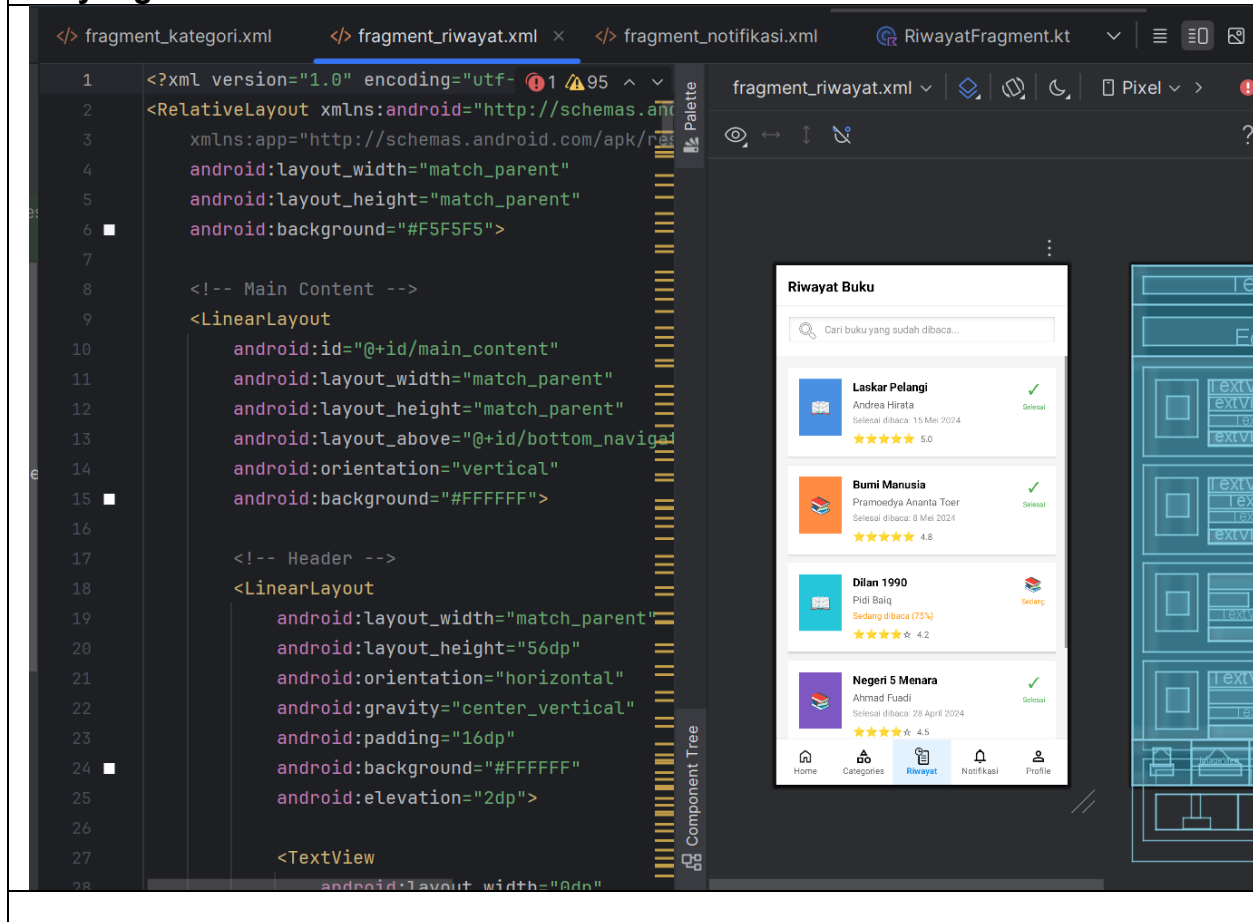 fragment_kategori.xml fragment_riwayat.xml fragment_notifikasi.xml RiwayatFragment.kt
1 <?xml version="1.0" encoding="utf- 1 95
2 <RelativeLayout xmlns:android="http://schemas.and
3 xmlns:app="http://schemas.android.com/apk/res
4 android:layout_width="match_parent"
5 android:layout_height="match_parent"
6 android:background="#F5F5F5">
7
8 <!-- Main Content -->
9 <LinearLayout
10 android:id="@+id/main_content"
11 android:layout_width="match_parent"
12 android:layout_height="match_parent"
13 android:layout_above="@+id/bottom_navigat
14 android:orientation="vertical"
15 android:background="#FFFFFF">
16
17 <!-- Header -->
18 <LinearLayout
19 android:layout_width="match_parent"
20 android:layout_height="56dp"
21 android:orientation="horizontal"
22 android:gravity="center_vertical"
23 android:padding="16dp"
24 android:background="#FFFFFF"
25 android:elevation="2dp">
26
27 <TextView
28 android:layout_width="0dp"
Palette
Component Tree
fragment_riwayat.xml Pixel
Riwayat Buku
Cari buku yang sudah dibaca...
Laskar Pelangi
Andrea Hirata
Selesai dibaca: 15 Mei 2024
5.0
Selesai
Bumi Manusia
Pramoedya Ananta Toer
Selesai dibaca: 8 Mei 2024
4.8
Selesai
Dilan 1990
Pidi Baiq
Sedang dibaca (75%)
4.2
Sedang
Negeri 5 Menara
Ahmad Fuadi
Selesai dibaca: 28 April 2024
4.5
Selesai
Home Categories Riwayat Notifikasi Profile